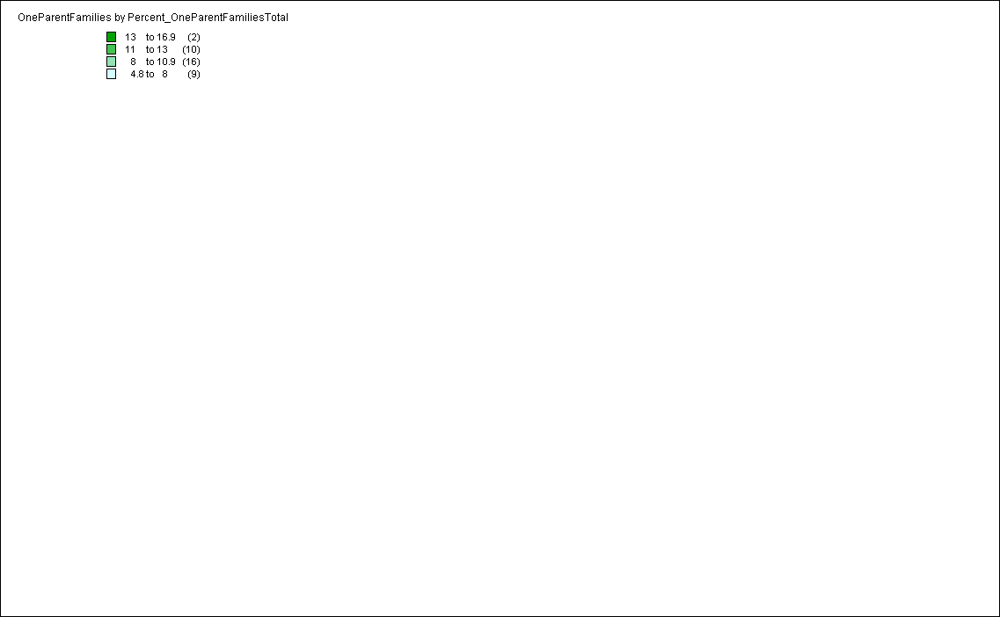 OneParentFamilies by Percent_OneParentFamiliesTotal
13 to 16.9 (2)
11 to 13 (10)
8 to 10.9 (16)
4.8 to 8 (9)